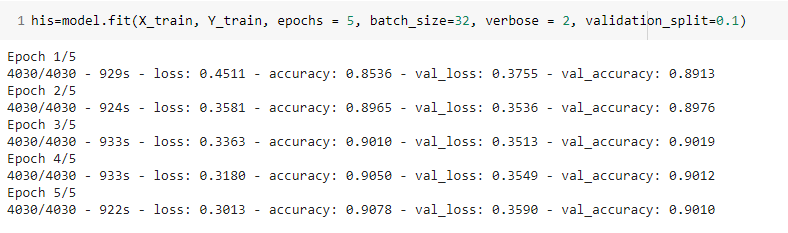 1 his=model.fit(X_train, Y_train, epochs = 5, batch_size=32, verbose = 2, validation_split=0.1)
Epoch 1/5
4030/4030 - 929s - loss: 0.4511 - accuracy: 0.8536 - val_loss: 0.3755 - val_accuracy: 0.8913
Epoch 2/5
4030/4030 - 924s - loss: 0.3581 - accuracy: 0.8965 - val_loss: 0.3536 - val_accuracy: 0.8976
Epoch 3/5
4030/4030 - 933s - loss: 0.3363 - accuracy: 0.9010 - val_loss: 0.3513 - val_accuracy: 0.9019
Epoch 4/5
4030/4030 - 933s - loss: 0.3180 - accuracy: 0.9050 - val_loss: 0.3549 - val_accuracy: 0.9012
Epoch 5/5
4030/4030 - 922s - loss: 0.3013 - accuracy: 0.9078 - val_loss: 0.3590 - val_accuracy: 0.9010